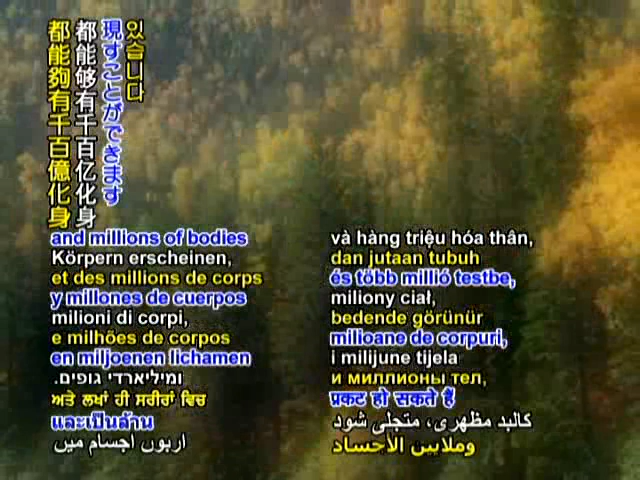 있습니다
現すことができます
都能够有千百亿化身
都能夠有千百億化身
and millions of bodies
Körpern erscheinen,
et des millions de corps
y millones de cuerpos
milioni di corpi,
e milhões de corpos
en miljoenen lichamen
ומיליארדי גופים.
ਅਤੇ ਲਖਾਂ ਹੀ ਸਰੀਰਾਂ ਵਿਚ
และเป็นล้าน
اربوں اجسام میں
và hàng triệu hóa thân,
dan jutaan tubuh
és több millió testbe,
miliony ciał,
bedende görünür
milioane de corpuri,
i milijune tijela
и миллионы тел,
प्रकट हो सकते हैं
کالبد مظهری، متجلی شود
وملايين الأجساد